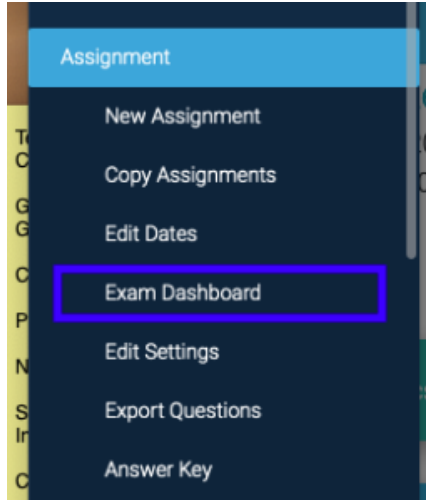 Assignment
New Assignment
Copy Assignments
Edit Dates
Exam Dashboard
Edit Settings
Export Questions
Answer Key